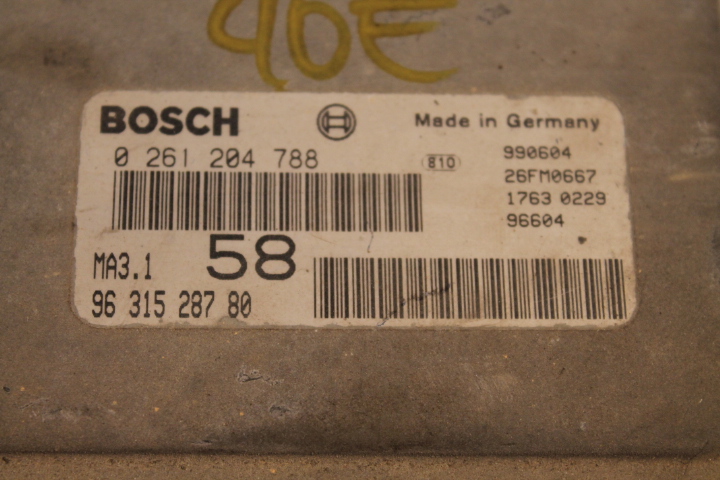 46E
BOSCH Made in Germany
0 261 204 788 810 990604
26FM0667
1763 0229
96604
MA3.1 58
96 315 287 80